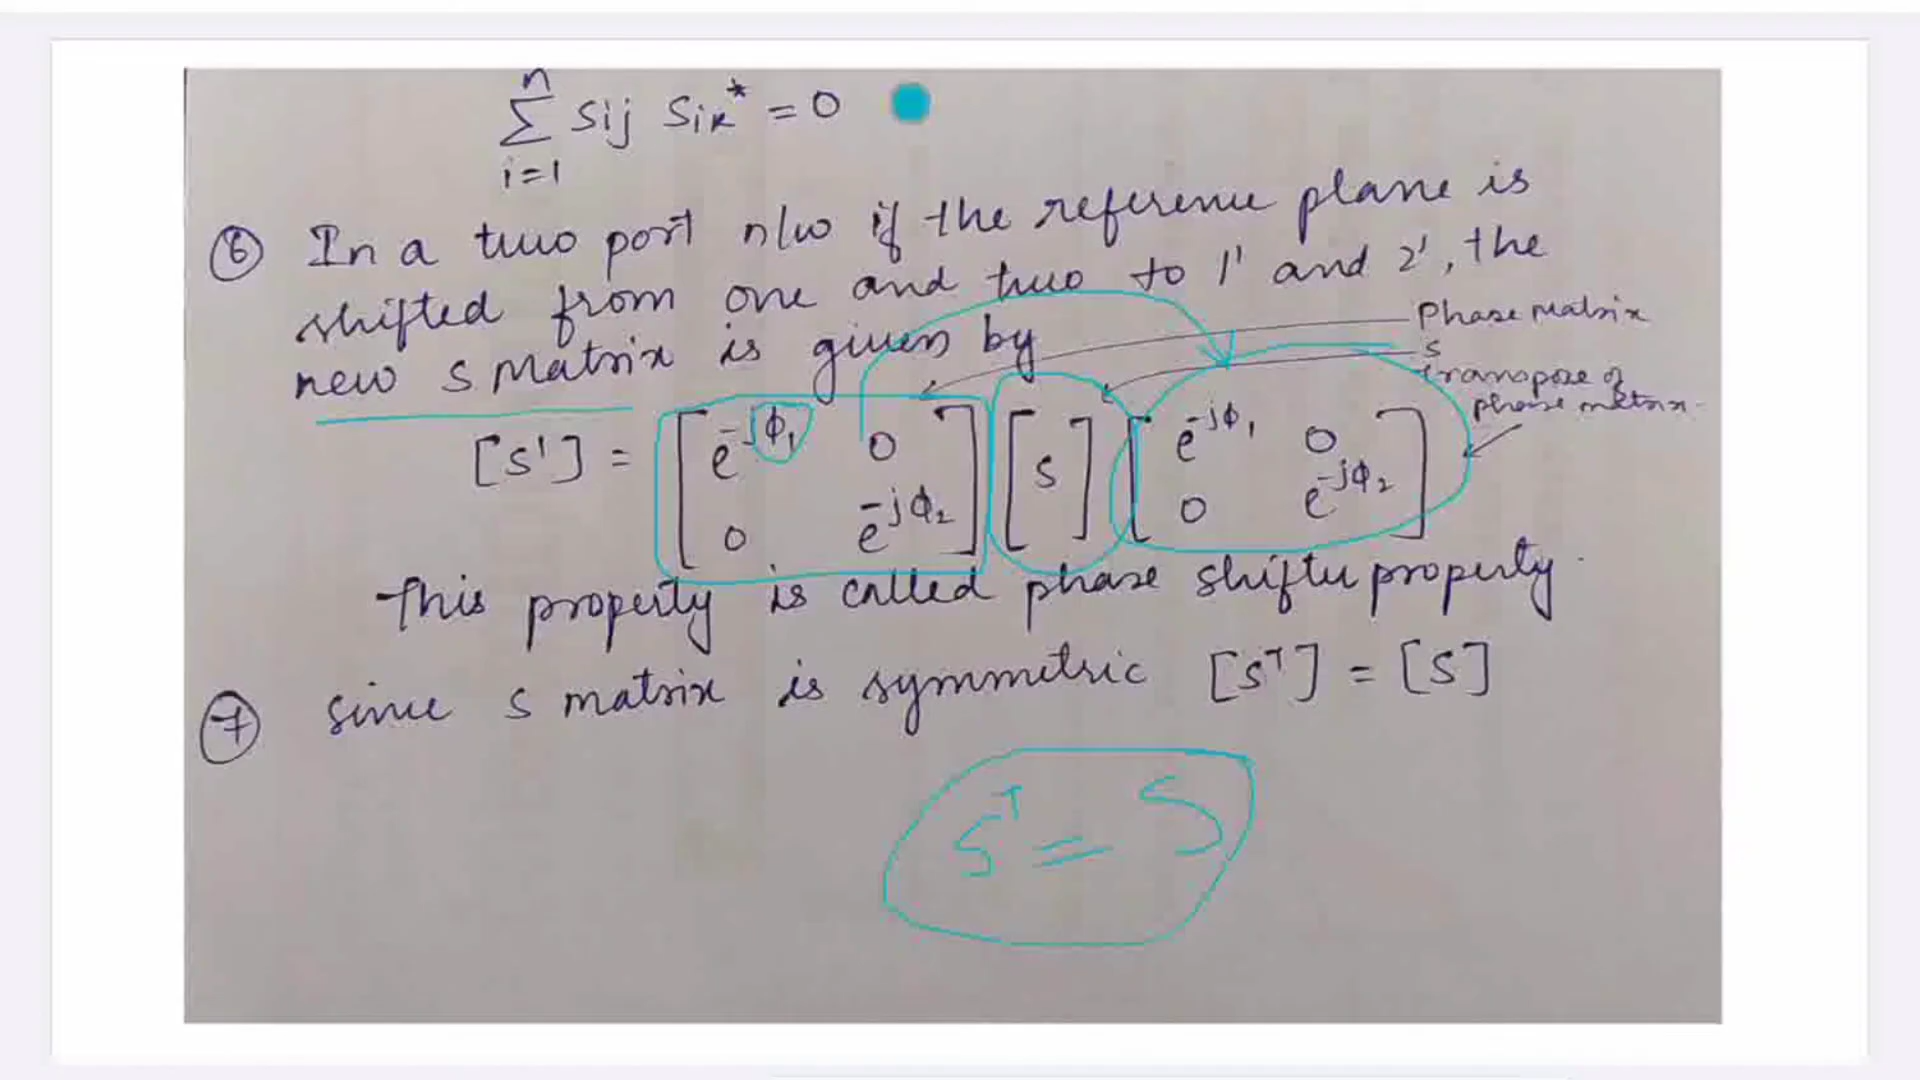 n
∑ Sij Sik* = 0
i=1
⑥ In a two port n/w if the reference plane is
shifted from one and two to 1' and 2', the
new s matrix is given by
Phase matrix
S
transpose of
phase matrix.
[S'] = [e^-jϕ1 0 0 e^-jϕ2] [S] [e^-jϕ1 0 0 e^-jϕ2]
This property is called phase shifter property.
⑦ since s matrix is symmetric [S^T] = [S]
S^T = S